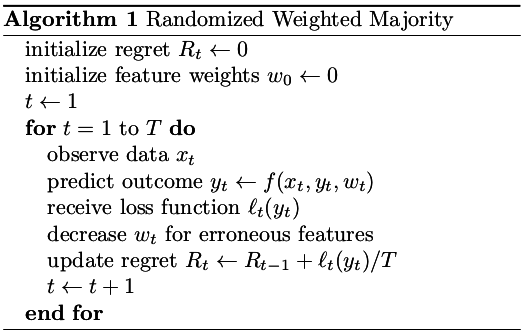 Algorithm 1 Randomized Weighted Majority
initialize regret R_t ← 0
initialize feature weights w_0 ← 0
t ← 1
for t = 1 to T do
observe data x_t
predict outcome y_t ← f(x_t, y_t, w_t)
receive loss function ℓ_t(y_t)
decrease w_t for erroneous features
update regret R_t ← R_{t−1} + ℓ_t(y_t)/T
t ← t + 1
end for